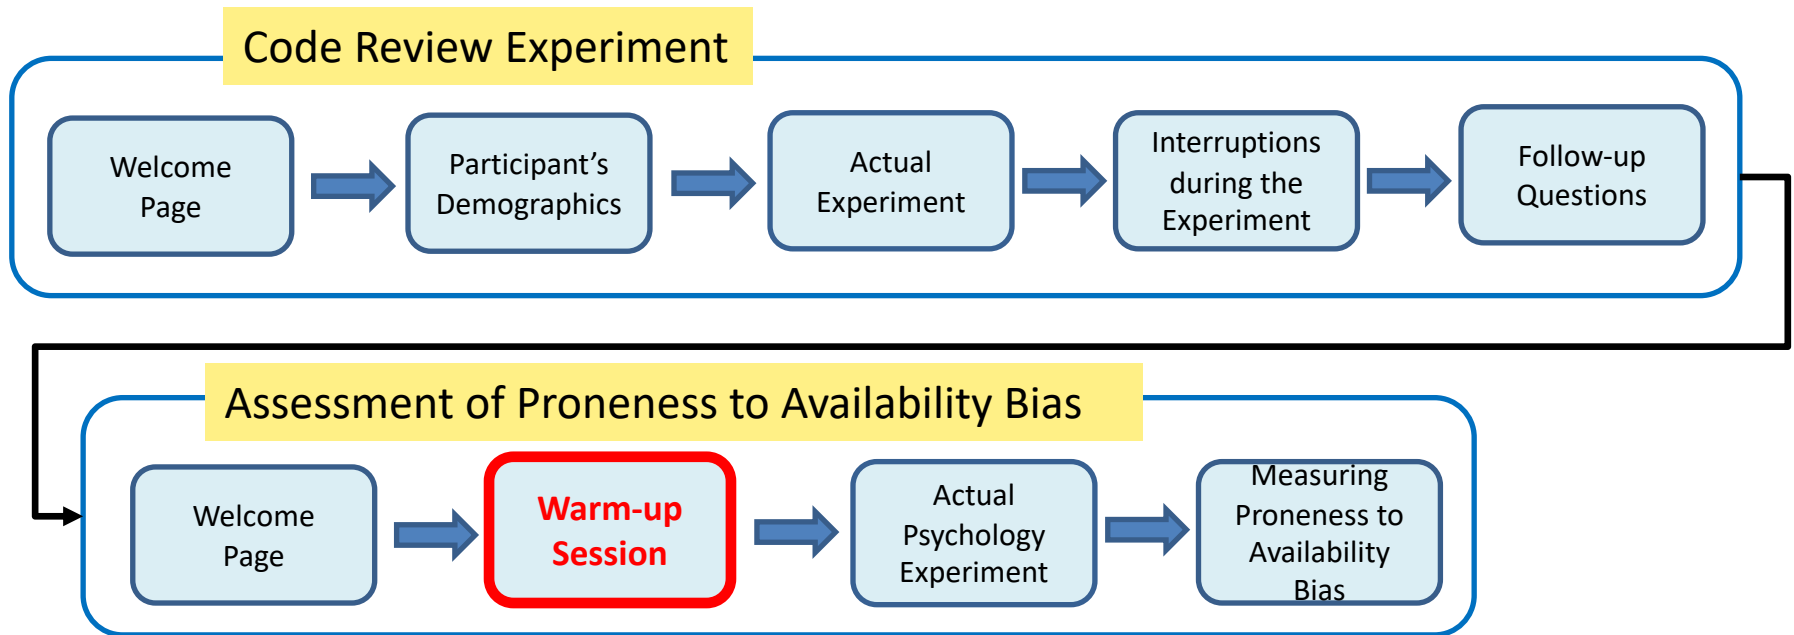 Code Review Experiment
Welcome
Page
Participant’s
Demographics
Actual
Experiment
Interruptions
during the
Experiment
Follow-up
Questions
Assessment of Proneness to Availability Bias
Welcome
Page
Warm-up
Session
Actual
Psychology
Experiment
Measuring
Proneness to
Availability
Bias